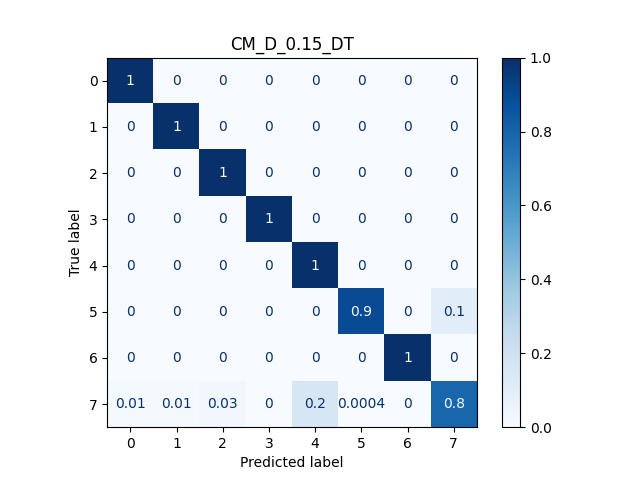 CM_D_0.15_DT
0 1 0 0 0 0 0 0 0
1 0 1 0 0 0 0 0 0
2 0 0 1 0 0 0 0 0
3 0 0 0 1 0 0 0 0
4 0 0 0 0 1 0 0 0
5 0 0 0 0 0 0.9 0 0.1
6 0 0 0 0 0 0 1 0
7 0.01 0.01 0.03 0 0.2 0.0004 0 0.8
0 1 2 3 4 5 6 7
Predicted label
True label
1.0
0.8
0.6
0.4
0.2
0.0